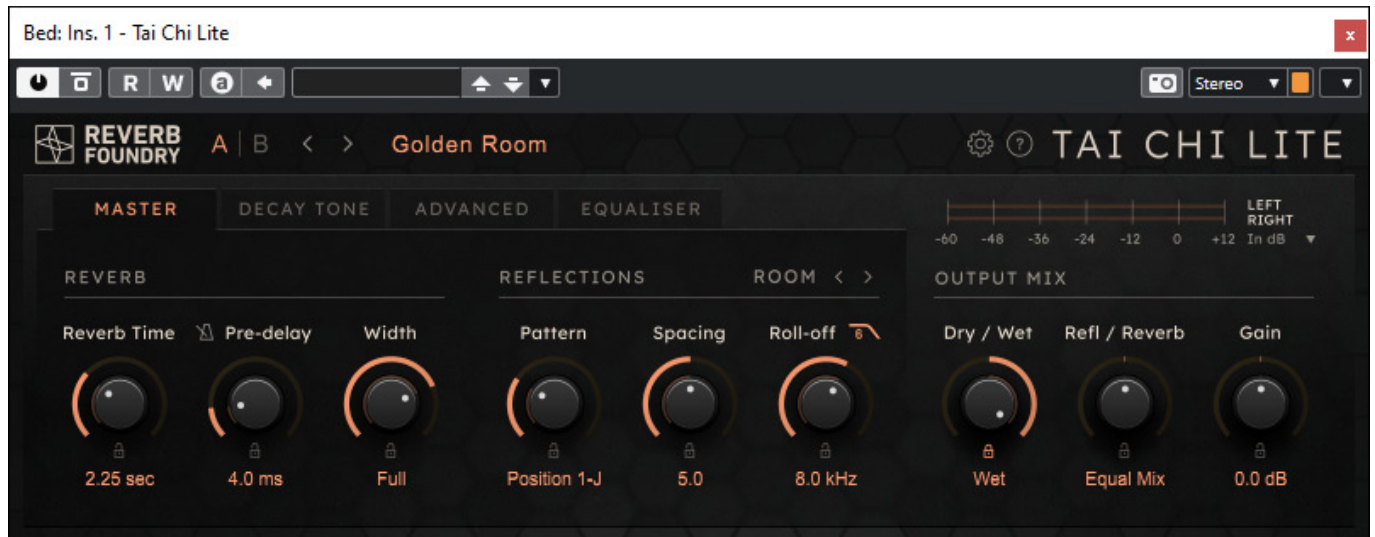 Bed: Ins. 1 - Tai Chi Lite
x
R W a Stereo
REVERB
FOUNDRY
A | B < > Golden Room ? TAI CHI LITE
MASTER DECAY TONE ADVANCED EQUALISER
LEFT
RIGHT
-60 -48 -36 -24 -12 0 +12 In dB
REVERB REFLECTIONS ROOM < > OUTPUT MIX
Reverb Time Pre-delay Width Pattern Spacing Roll-off 6 Dry / Wet Refl / Reverb Gain
2.25 sec 4.0 ms Full Position 1-J 5.0 8.0 kHz Wet Equal Mix 0.0 dB